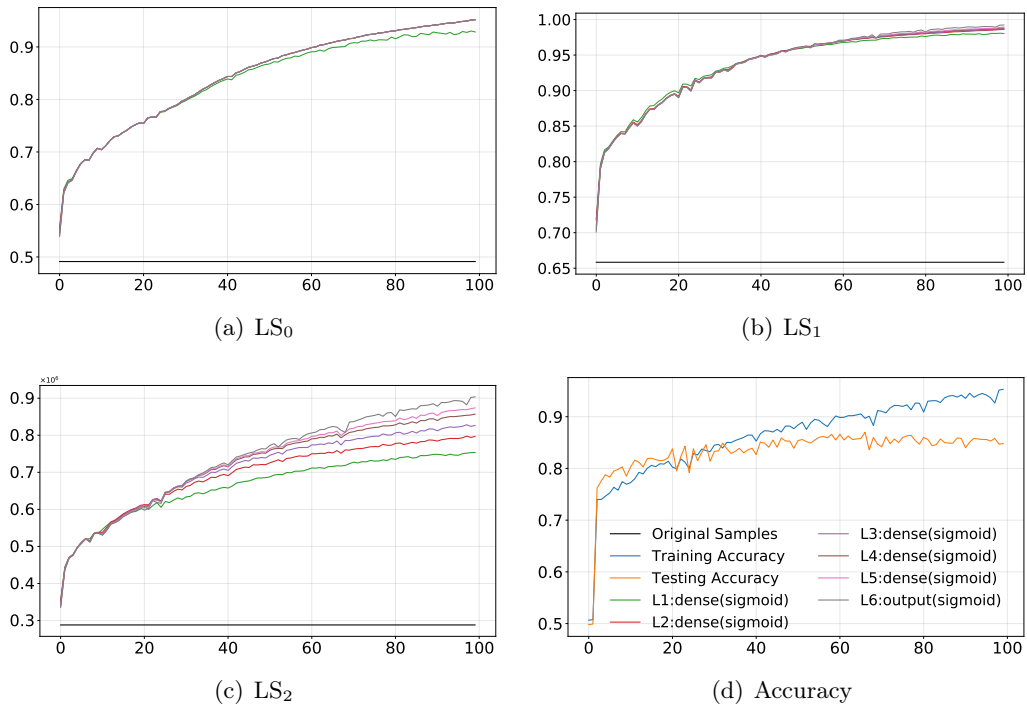 0.9
0.8
0.7
0.6
0.5
0 20 40 60 80 100
(a) LS₀
1.00
0.95
0.90
0.85
0.80
0.75
0.70
0.65
0 20 40 60 80 100
(b) LS₁
×10⁶
0.9
0.8
0.7
0.6
0.5
0.4
0.3
0 20 40 60 80 100
(c) LS₂
0.9
0.8
0.7
0.6
0.5
Original Samples
Training Accuracy
Testing Accuracy
L1:dense(sigmoid)
L2:dense(sigmoid)
L3:dense(sigmoid)
L4:dense(sigmoid)
L5:dense(sigmoid)
L6:output(sigmoid)
0 20 40 60 80 100
(d) Accuracy